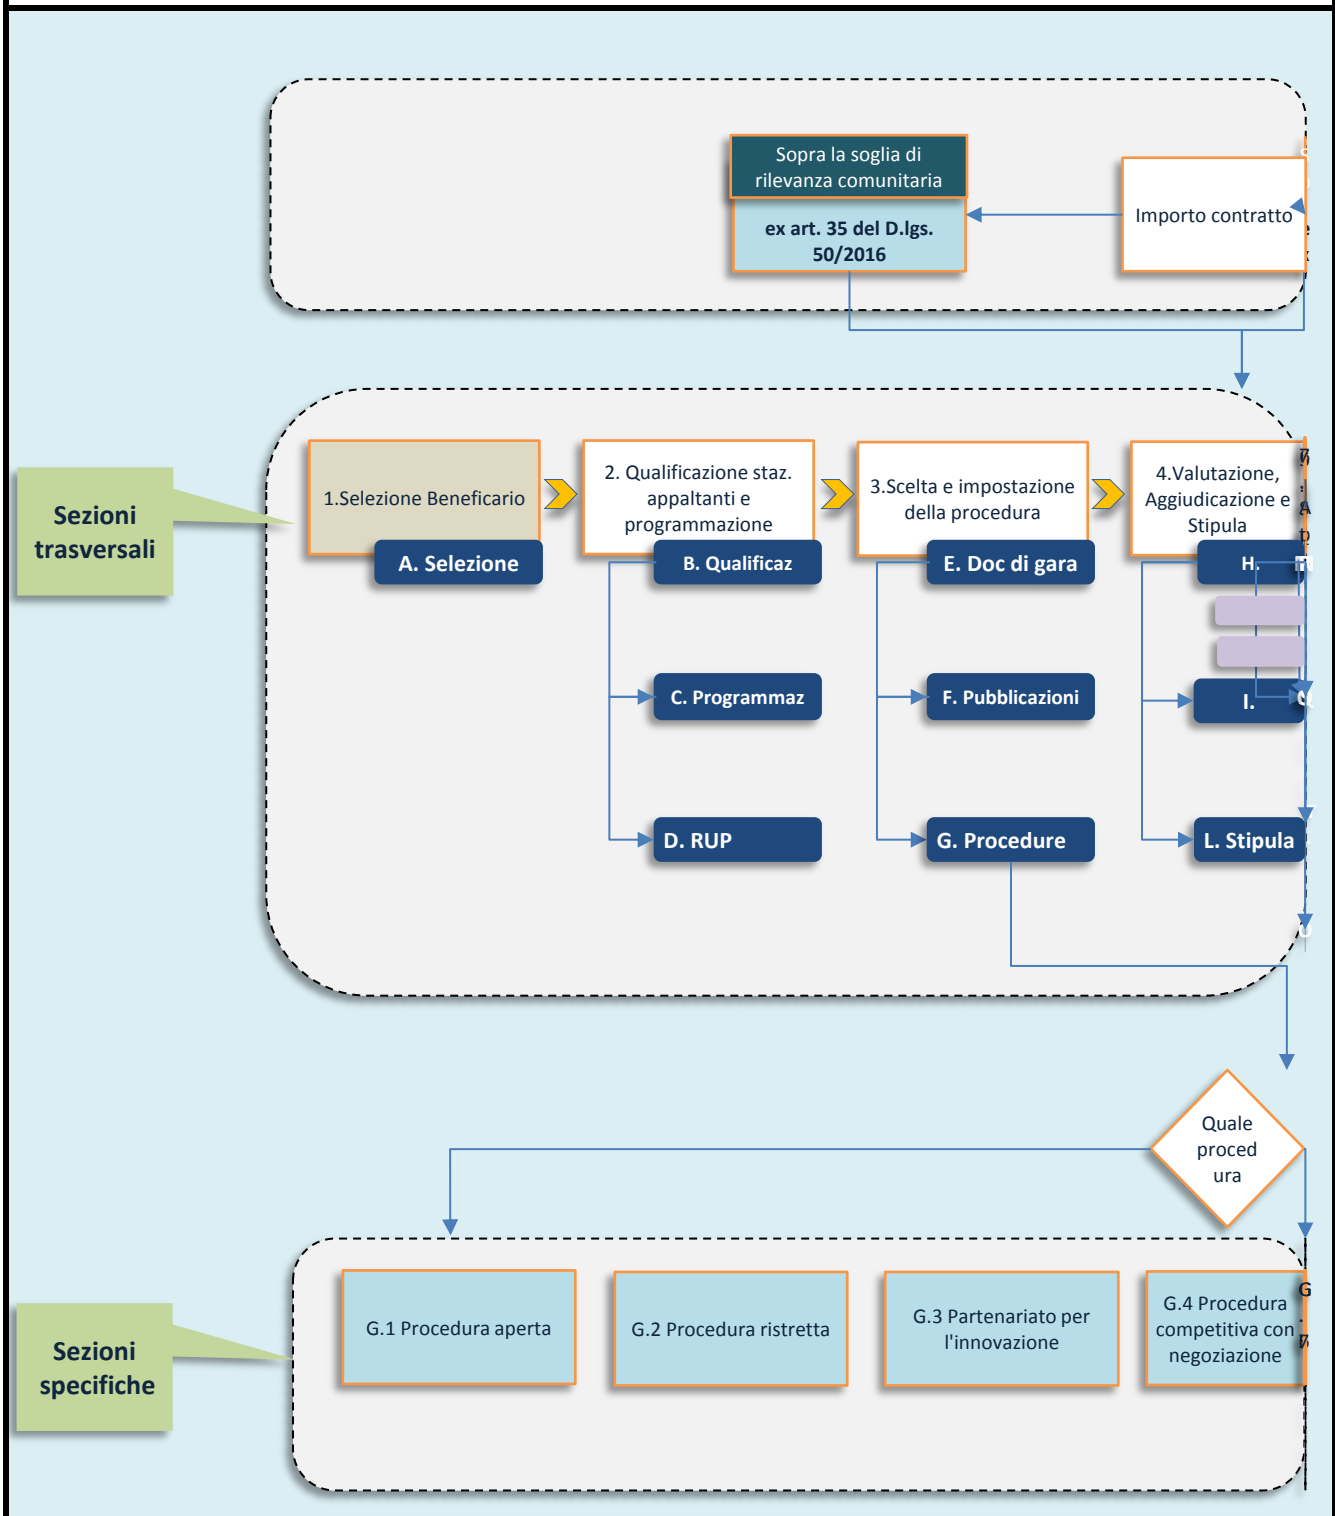 Sopra la soglia di
rilevanza comunitaria
ex art. 35 del D.lgs.
50/2016
Importo contratto
Sezioni
trasversali
1.Selezione Beneficario
2. Qualificazione staz.
appaltanti e
programmazione
3.Scelta e impostazione
della procedura
4.Valutazione,
Aggiudicazione e
Stipula
A. Selezione
B. Qualificaz
E. Doc di gara
H.
C. Programmaz
F. Pubblicazioni
I.
D. RUP
G. Procedure
L. Stipula
Quale
proced
ura
Sezioni
specifiche
G.1 Procedura aperta
G.2 Procedura ristretta
G.3 Partenariato per
l'innovazione
G.4 Procedura
competitiva con
negoziazione